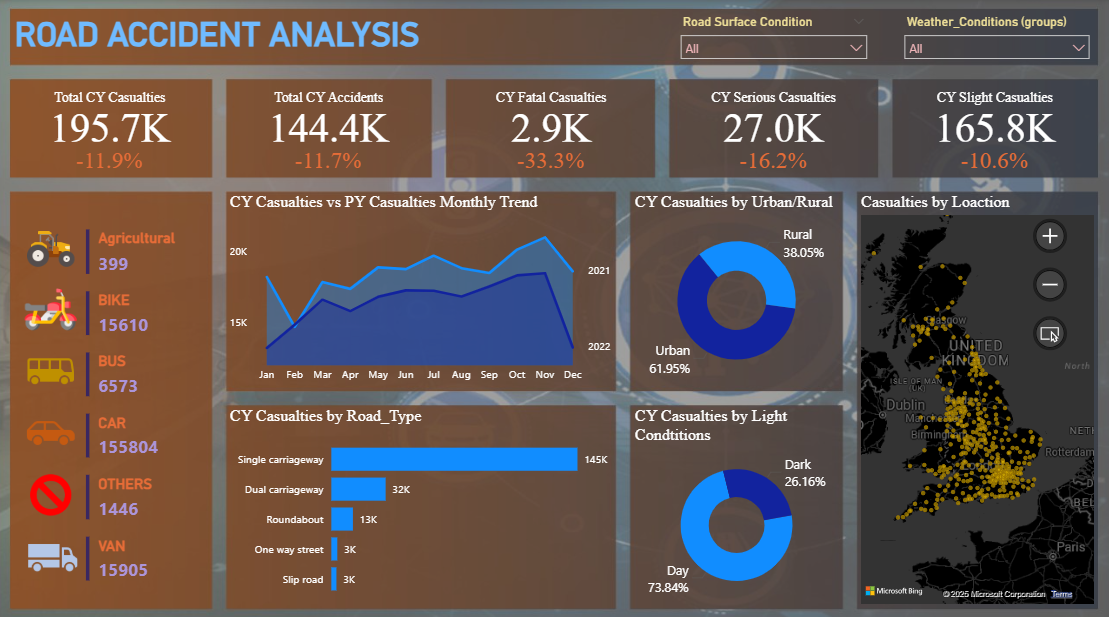 ROAD ACCIDENT ANALYSIS
Road Surface Condition
All
Weather_Conditions (groups)
All
Total CY Casualties
195.7K
-11.9%
Total CY Accidents
144.4K
-11.7%
CY Fatal Casualties
2.9K
-33.3%
CY Serious Casualties
27.0K
-16.2%
CY Slight Casualties
165.8K
-10.6%
Agricultural
399
BIKE
15610
BUS
6573
CAR
155804
OTHERS
1446
VAN
15905
CY Casualties vs PY Casualties Monthly Trend
20K
15K
2021
2022
Jan Feb Mar Apr May Jun Jul Aug Sep Oct Nov Dec
CY Casualties by Road_Type
Single carriageway 145K
Dual carriageway 32K
Roundabout 13K
One way street 3K
Slip road 3K
CY Casualties by Urban/Rural
Rural
38.05%
Urban
61.95%
CY Casualties by Light
Condtitions
Dark
26.16%
Day
73.84%
Casualties by Loaction
Glasgow
UNITED
KINGDOM
North
ISLE OF MAN
UK
Dublin
Manche
Birmingh
NETH
London
Rotterdam
BEL
Paris
Microsoft Bing
© 2025 Microsoft Corporation Terms